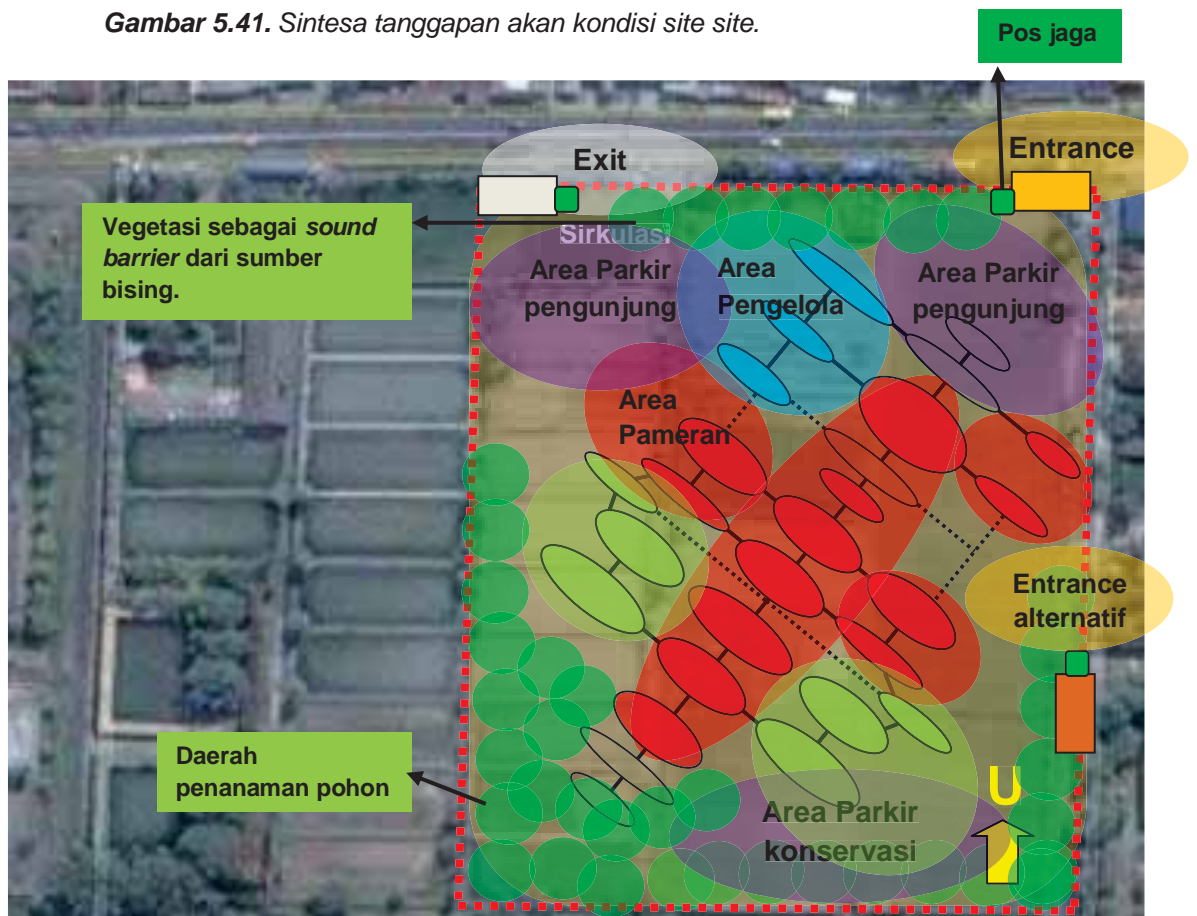 Gambar 5.41. Sintesa tanggapan akan kondisi site site.
Pos jaga
Exit
Entrance
Vegetasi sebagai sound
barrier dari sumber
bising.
Sirkulasi
Area Parkir
pengunjung
Area
Pengelola
Area Parkir
pengunjung
Area
Pameran
Entrance
alternatif
Daerah
penanaman pohon
U
Area Parkir
konservasi